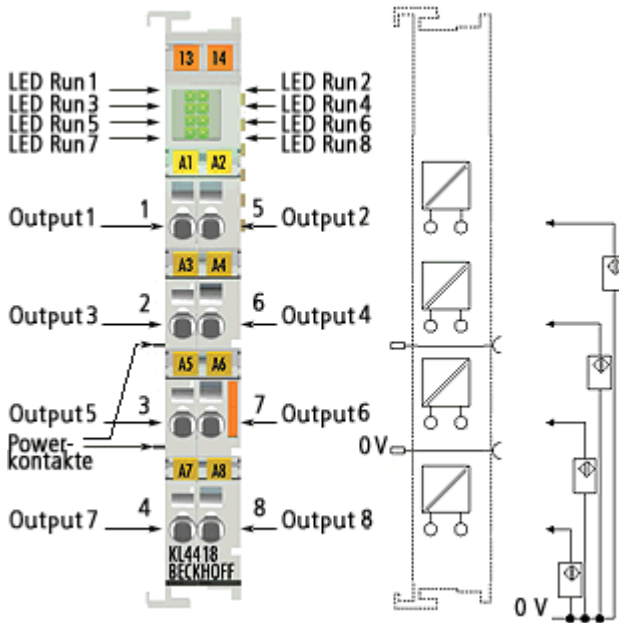 13 14
LED Run 1
LED Run 2
LED Run 3
LED Run 4
LED Run 5
LED Run 6
LED Run 7
LED Run 8
A1 A2
Output 1 1 5 Output 2
A3 A4
Output 3 2 6 Output 4
A5 A6
Output 5 3 7 Output 6
Power-
kontakte
0 V
A7 A8
Output 7 4 8 Output 8
KL4418
BECKHOFF
0 V